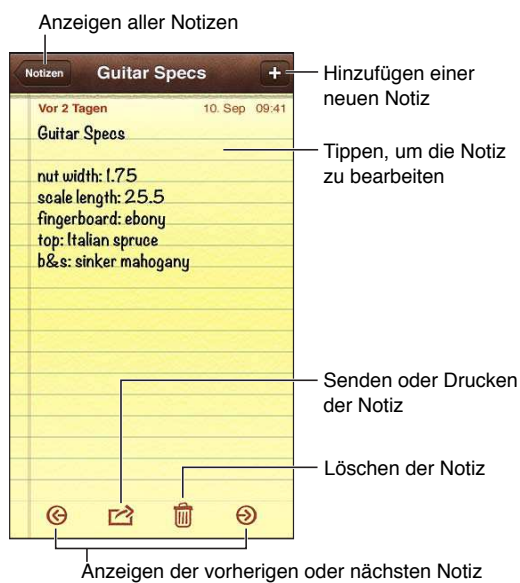 Anzeigen aller Notizen
Notizen Guitar Specs +
Hinzufügen einer
neuen Notiz
Vor 2 Tagen 10. Sep 09:41
Guitar Specs
Tippen, um die Notiz
zu bearbeiten
nut width: 1.75
scale length: 25.5
fingerboard: ebony
top: Italian spruce
b&s: sinker mahogany
Senden oder Drucken
der Notiz
Löschen der Notiz
Anzeigen der vorherigen oder nächsten Notiz